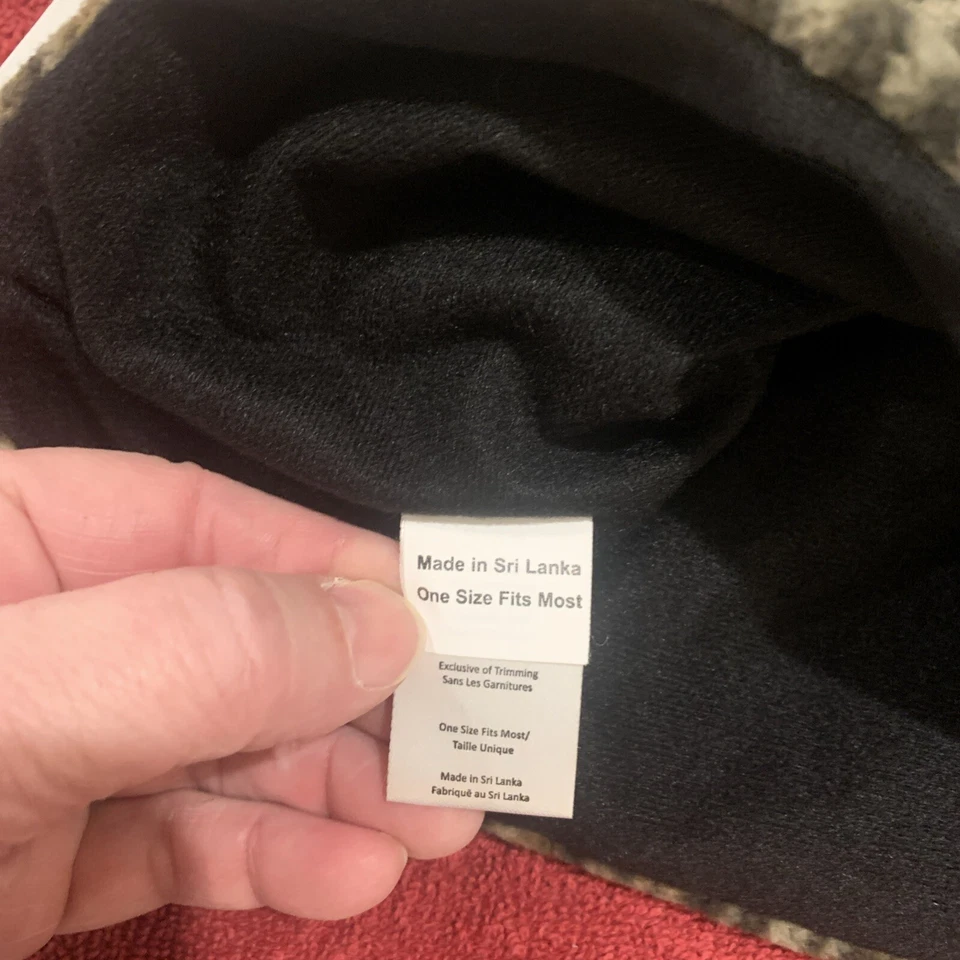 Made in Sri Lanka
One Size Fits Most
Exclusive of Trimming
Sans Les Garnitures
One Size Fits Most/
Taille Unique
Made in Sri Lanka
Fabriquê au Sri Lanka